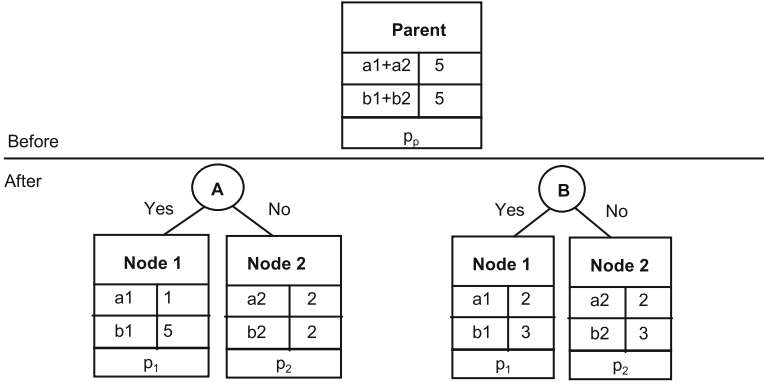 Parent
a1+a2 5
b1+b2 5
pp
Before
After
A
B
Yes No
Yes No
Node 1 Node 2
a1 1 a2 2
b1 5 b2 2
p1 p2
Node 1 Node 2
a1 2 a2 2
b1 3 b2 3
p1 p2